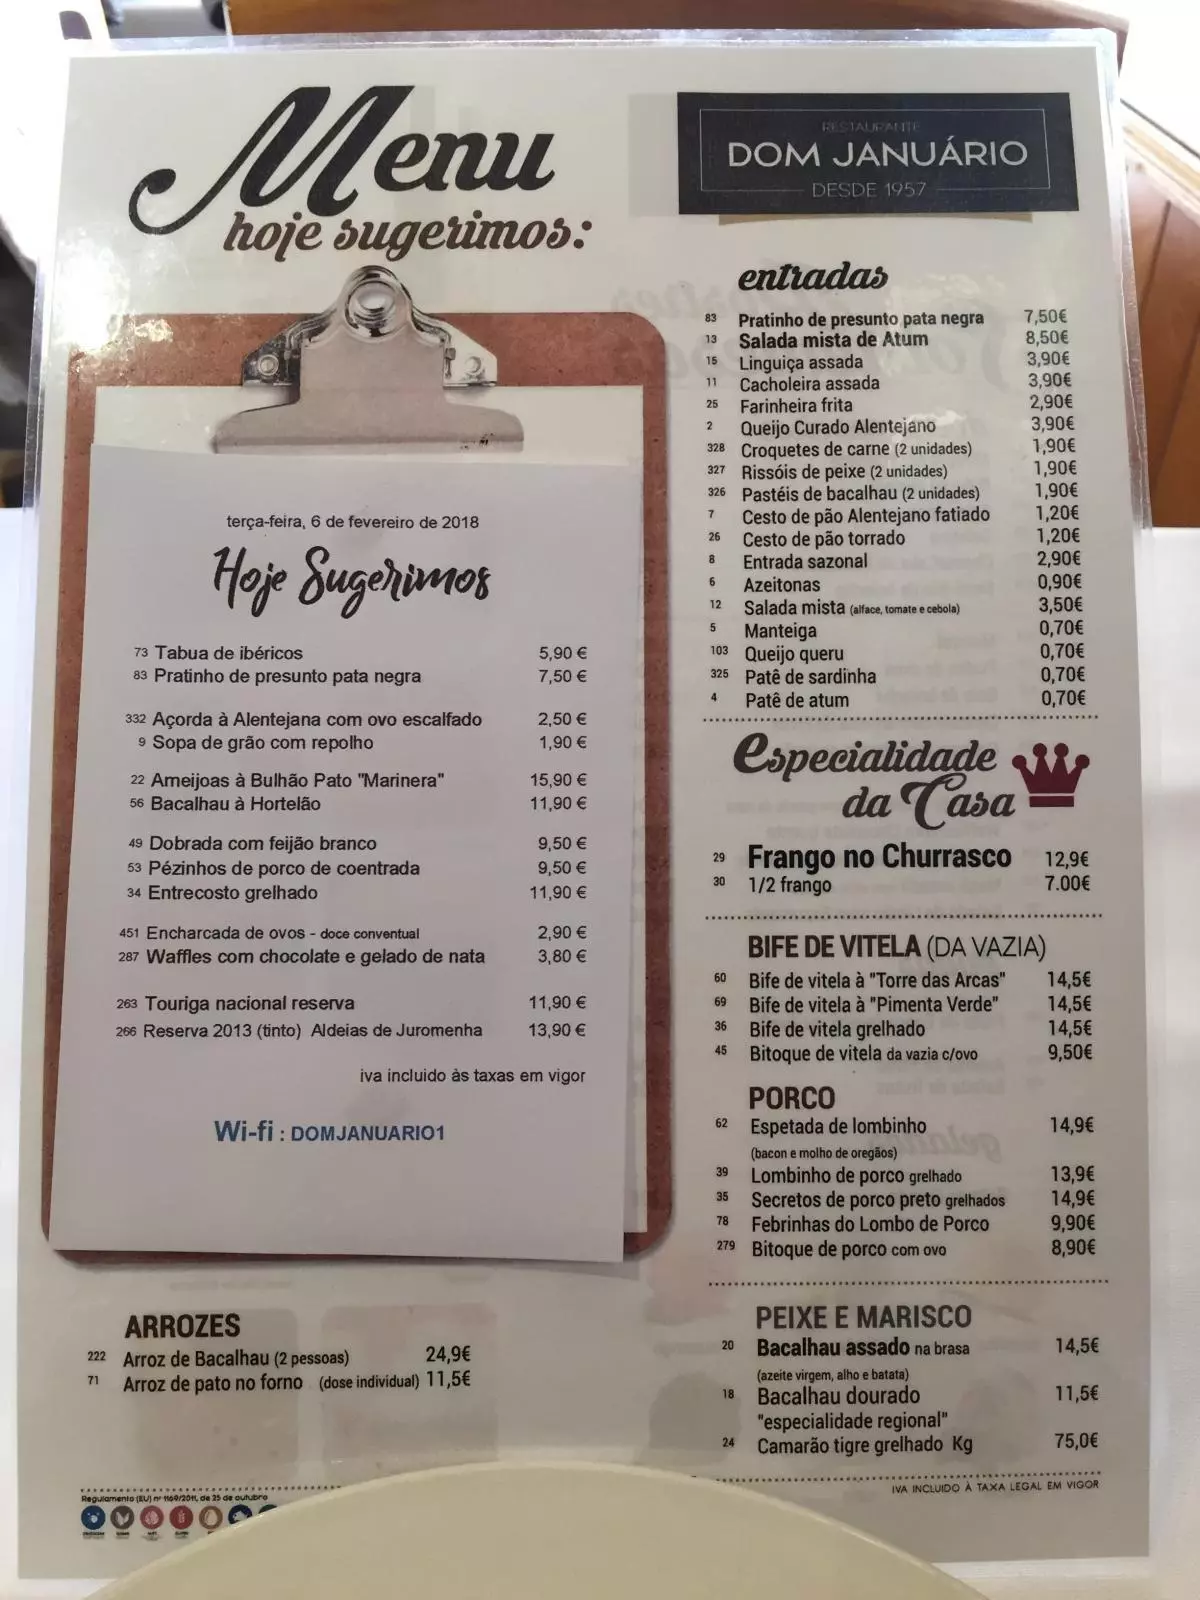 Menu
hoje sugerimos:
terça-feira, 6 de fevereiro de 2018
Hoje Sugerimos
73 Tabua de ibéricos 5,90 €
83 Pratinho de presunto pata negra 7,50 €
332 Açorda à Alentejana com ovo escalfado 2,50 €
9 Sopa de grão com repolho 1,90 €
22 Ameijoas à Bulhão Pato "Marinera" 15,90 €
56 Bacalhau à Hortelão 11,90 €
49 Dobrada com feijão branco 9,50 €
53 Pézinhos de porco de coentrada 9,50 €
34 Entrecosto grelhado 11,90 €
451 Encharcada de ovos - doce conventual 2,90 €
287 Waffles com chocolate e gelado de nata 3,80 €
263 Touriga nacional reserva 11,90 €
266 Reserva 2013 (tinto) Aldeias de Juromenha 13,90 €
iva incluido às taxas em vigor
Wi-fi : DOMJANUARIO1
ARROZES
222 Arroz de Bacalhau (2 pessoas) 24,9€
71 Arroz de pato no forno (dose individual) 11,5€
Regulamento (EU) nº 1169/2011, de 25 de outubro
RESTAURANTE
DOM JANUÁRIO
DESDE 1957
entradas
83 Pratinho de presunto pata negra 7,50€
13 Salada mista de Atum 8,50€
15 Linguiça assada 3,90€
11 Cacholeira assada 3,90€
25 Farinheira frita 2,90€
2 Queijo Curado Alentejano 3,90€
328 Croquetes de carne (2 unidades) 1,90€
327 Rissóis de peixe (2 unidades) 1,90€
326 Pastéis de bacalhau (2 unidades) 1,90€
7 Cesto de pão Alentejano fatiado 1,20€
26 Cesto de pão torrado 1,20€
8 Entrada sazonal 2,90€
6 Azeitonas 0,90€
12 Salada mista (alface, tomate e cebola) 3,50€
5 Manteiga 0,70€
103 Queijo queru 0,70€
325 Patê de sardinha 0,70€
4 Patê de atum 0,70€
Especialidade
da Casa
29 Frango no Churrasco 12,9€
30 1/2 frango 7.00€
BIFE DE VITELA (DA VAZIA)
60 Bife de vitela à "Torre das Arcas" 14,5€
69 Bife de vitela à "Pimenta Verde" 14,5€
36 Bife de vitela grelhado 14,5€
45 Bitoque de vitela da vazia c/ovo 9,50€
PORCO
62 Espetada de lombinho 14,9€
(bacon e molho de oregãos)
39 Lombinho de porco grelhado 13,9€
35 Secretos de porco preto grelhados 14,9€
78 Febrinhas do Lombo de Porco 9,90€
279 Bitoque de porco com ovo 8,90€
PEIXE E MARISCO
20 Bacalhau assado na brasa 14,5€
(azeite virgem, alho e batata)
18 Bacalhau dourado 11,5€
"especialidade regional"
24 Camarão tigre grelhado Kg 75,0€
IVA INCLUIDO À TAXA LEGAL EM VIGOR